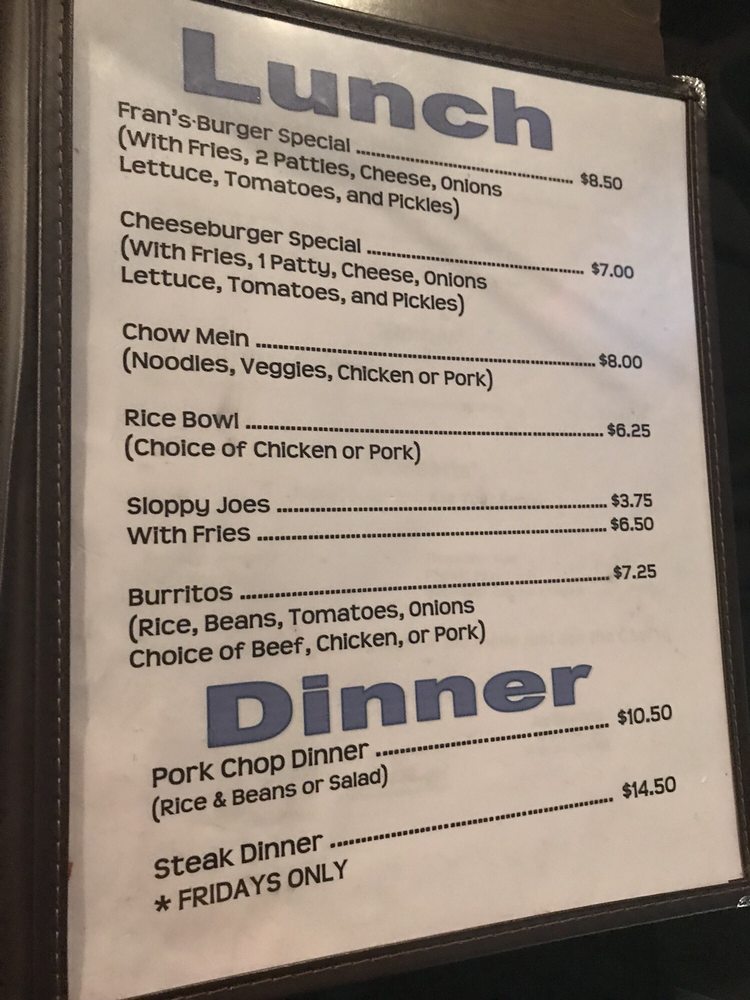 Lunch
Fran's Burger Special ........................................ $8.50
(With Fries, 2 Patties, Cheese, Onions
Lettuce, Tomatoes, and Pickles)
Cheeseburger Special ........................................ $7.00
(With Fries, 1 Patty, Cheese, Onions
Lettuce, Tomatoes, and Pickles)
Chow Mein ........................................ $8.00
(Noodles, Veggies, Chicken or Pork)
Rice Bowl ........................................ $6.25
(Choice of Chicken or Pork)
Sloppy Joes ........................................ $3.75
With Fries ........................................ $6.50
Burritos ........................................ $7.25
(Rice, Beans, Tomatoes, Onions
Choice of Beef, Chicken, or Pork)
Dinner
Pork Chop Dinner ........................................ $10.50
(Rice & Beans or Salad)
Steak Dinner ........................................ $14.50
* FRIDAYS ONLY